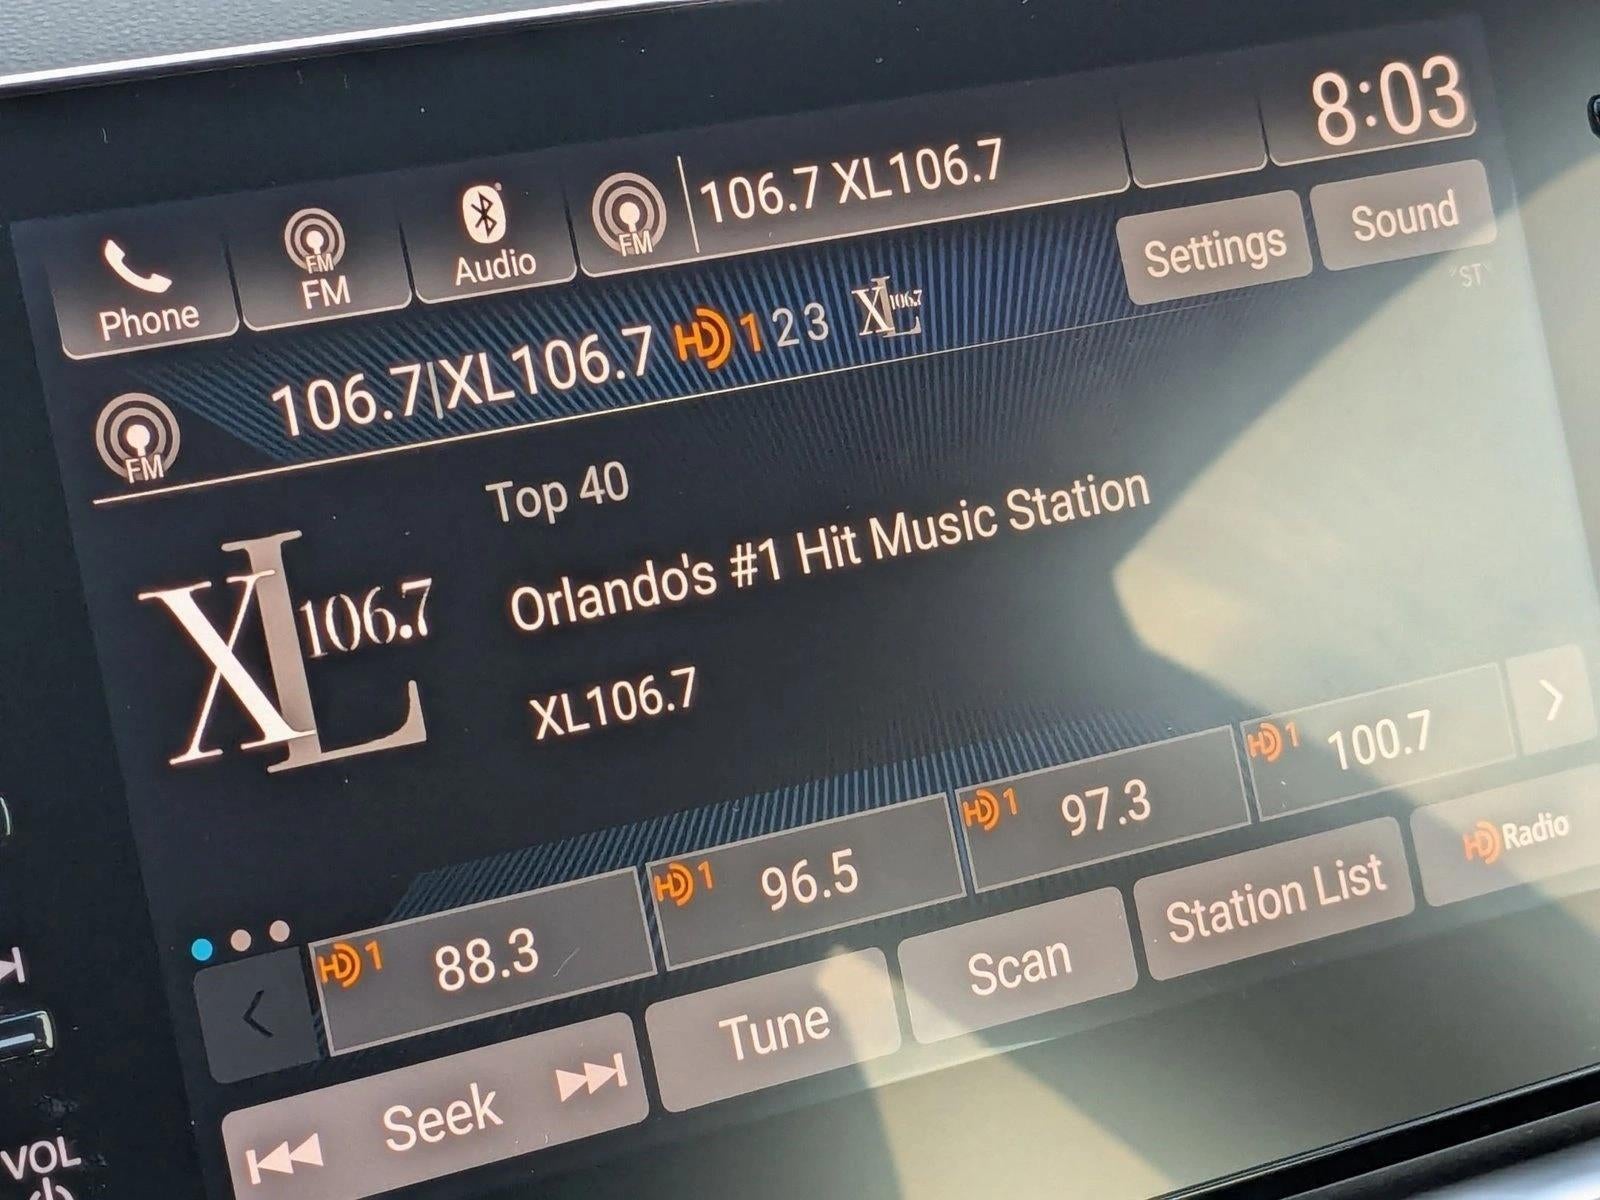 8:03
Phone
FM
FM
Audio
FM
106.7 XL106.7
Settings
Sound
"ST"
FM
106.7|XL106.7 HD 1 2 3 XL 106.7
Top 40
Orlando's #1 Hit Music Station
XL106.7
XL 106.7
HD 1 88.3
HD 1 96.5
HD 1 97.3
HD 1 100.7
Seek
Tune
Scan
Station List
HD Radio
VOL